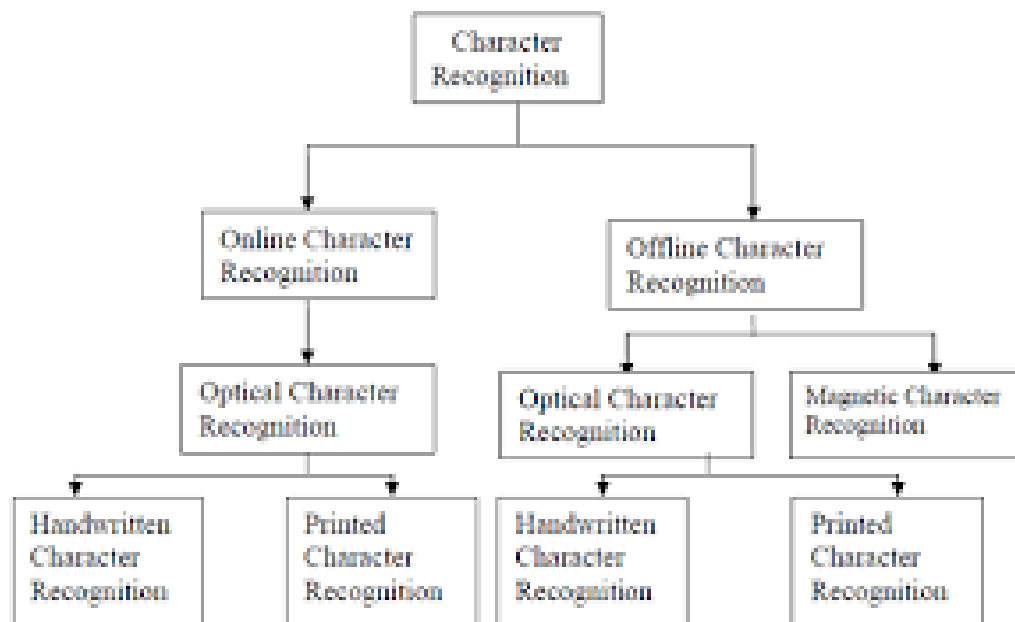 Character
Recognition
Online Character
Recognition
Offline Character
Recognition
Optical Character
Recognition
Optical Character
Recognition
Magnetic Character
Recognition
Handwritten
Character
Recognition
Printed
Character
Recognition
Handwritten
Character
Recognition
Printed
Character
Recognition